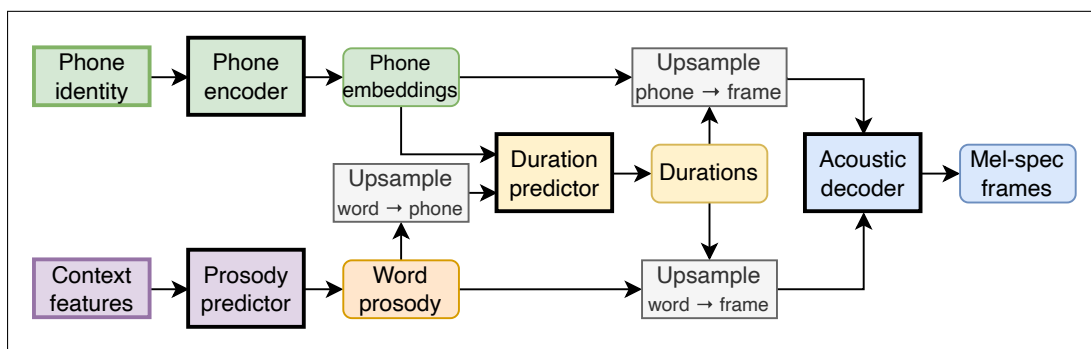 Phone
identity
Phone
encoder
Phone
embeddings
Upsample
phone → frame
Upsample
word → phone
Duration
predictor
Durations
Acoustic
decoder
Mel-spec
frames
Context
features
Prosody
predictor
Word
prosody
Upsample
word → frame